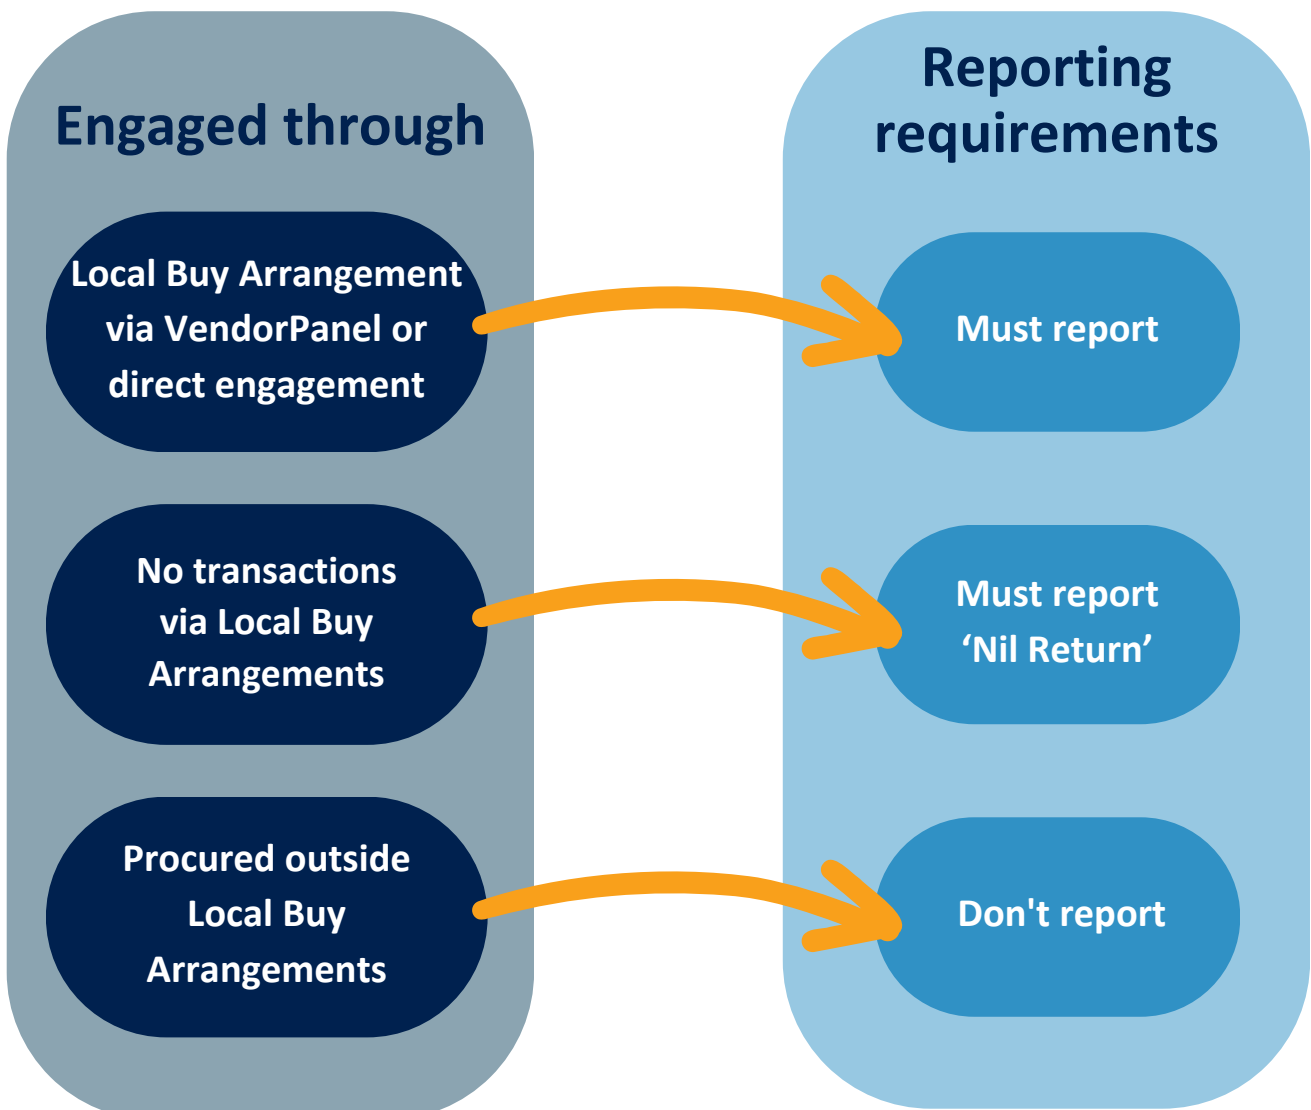 Engaged through
Local Buy Arrangement
via VendorPanel or
direct engagement
No transactions
via Local Buy
Arrangements
Procured outside
Local Buy
Arrangements
Reporting
requirements
Must report
Must report
‘Nil Return’
Don't report